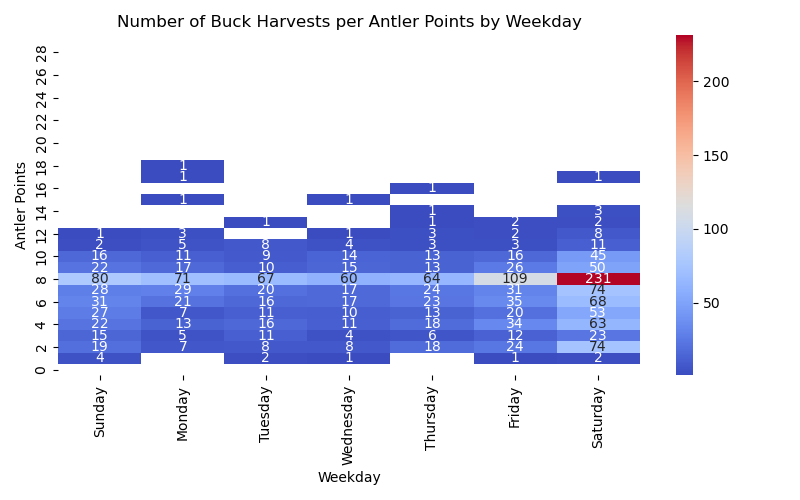 Number of Buck Harvests per Antler Points by Weekday
Antler Points
28
26
24
22
20
18 1
1 1
16 1
1 1
14 1 3
1 1 2 2
12 1 3 1 3 2 8
2 5 8 4 3 3 11
10 16 11 9 14 13 16 45
22 17 10 15 13 26 50
8 80 71 67 60 64 109 231
28 29 20 17 24 31 74
6 31 21 16 17 23 35 68
27 7 11 10 13 20 53
4 22 13 16 11 18 34 63
15 5 11 4 6 12 23
2 19 7 8 8 18 24 74
4 2 1 1 2
0
Sunday Monday Tuesday Wednesday Thursday Friday Saturday
Weekday
200
150
100
50